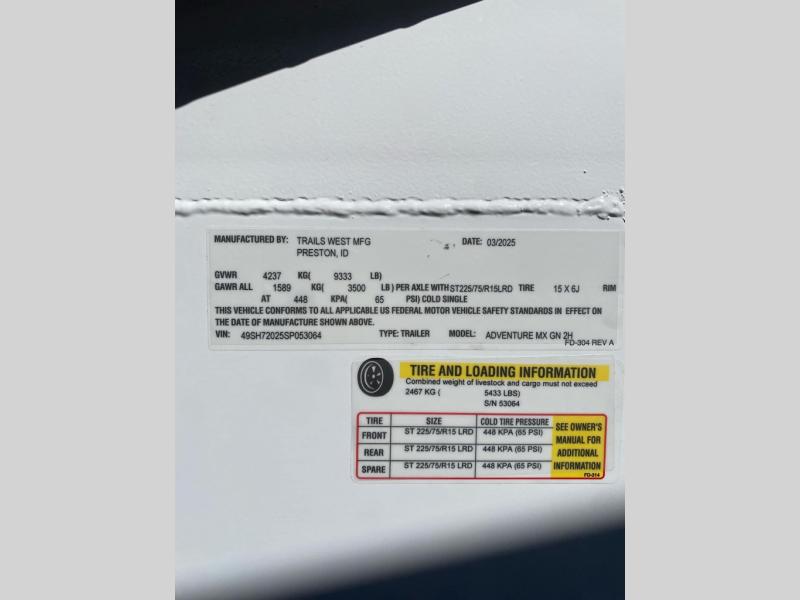 MANUFACTURED BY: TRAILS WEST MFG DATE: 03/2025
PRESTON, ID
GVWR 4237 KG( 9333 LB)
GAWR ALL 1589 KG( 3500 LB ) PER AXLE WITH ST225/75/R15LRD TIRE 15 X 6J RIM
AT 448 KPA( 65 PSI) COLD SINGLE
THIS VEHICLE CONFORMS TO ALL APPLICABLE US FEDERAL MOTOR VEHICLE SAFETY STANDARDS IN EFFECT ON
THE DATE OF MANUFACTURE SHOWN ABOVE.
VIN: 49SH72025SP053064 TYPE: TRAILER MODEL: ADVENTURE MX GN 2H
FD-304 REV A
TIRE AND LOADING INFORMATION
Combined weight of livestock and cargo must not exceed
2467 KG ( 5433 LBS)
S/N 53064
TIRE SIZE COLD TIRE PRESSURE
FRONT ST 225/75/R15 LRD 448 KPA (65 PSI)
REAR ST 225/75/R15 LRD 448 KPA (65 PSI)
SPARE ST 225/75/R15 LRD 448 KPA (65 PSI)
SEE OWNER'S
MANUAL FOR
ADDITIONAL
INFORMATION
FD-314